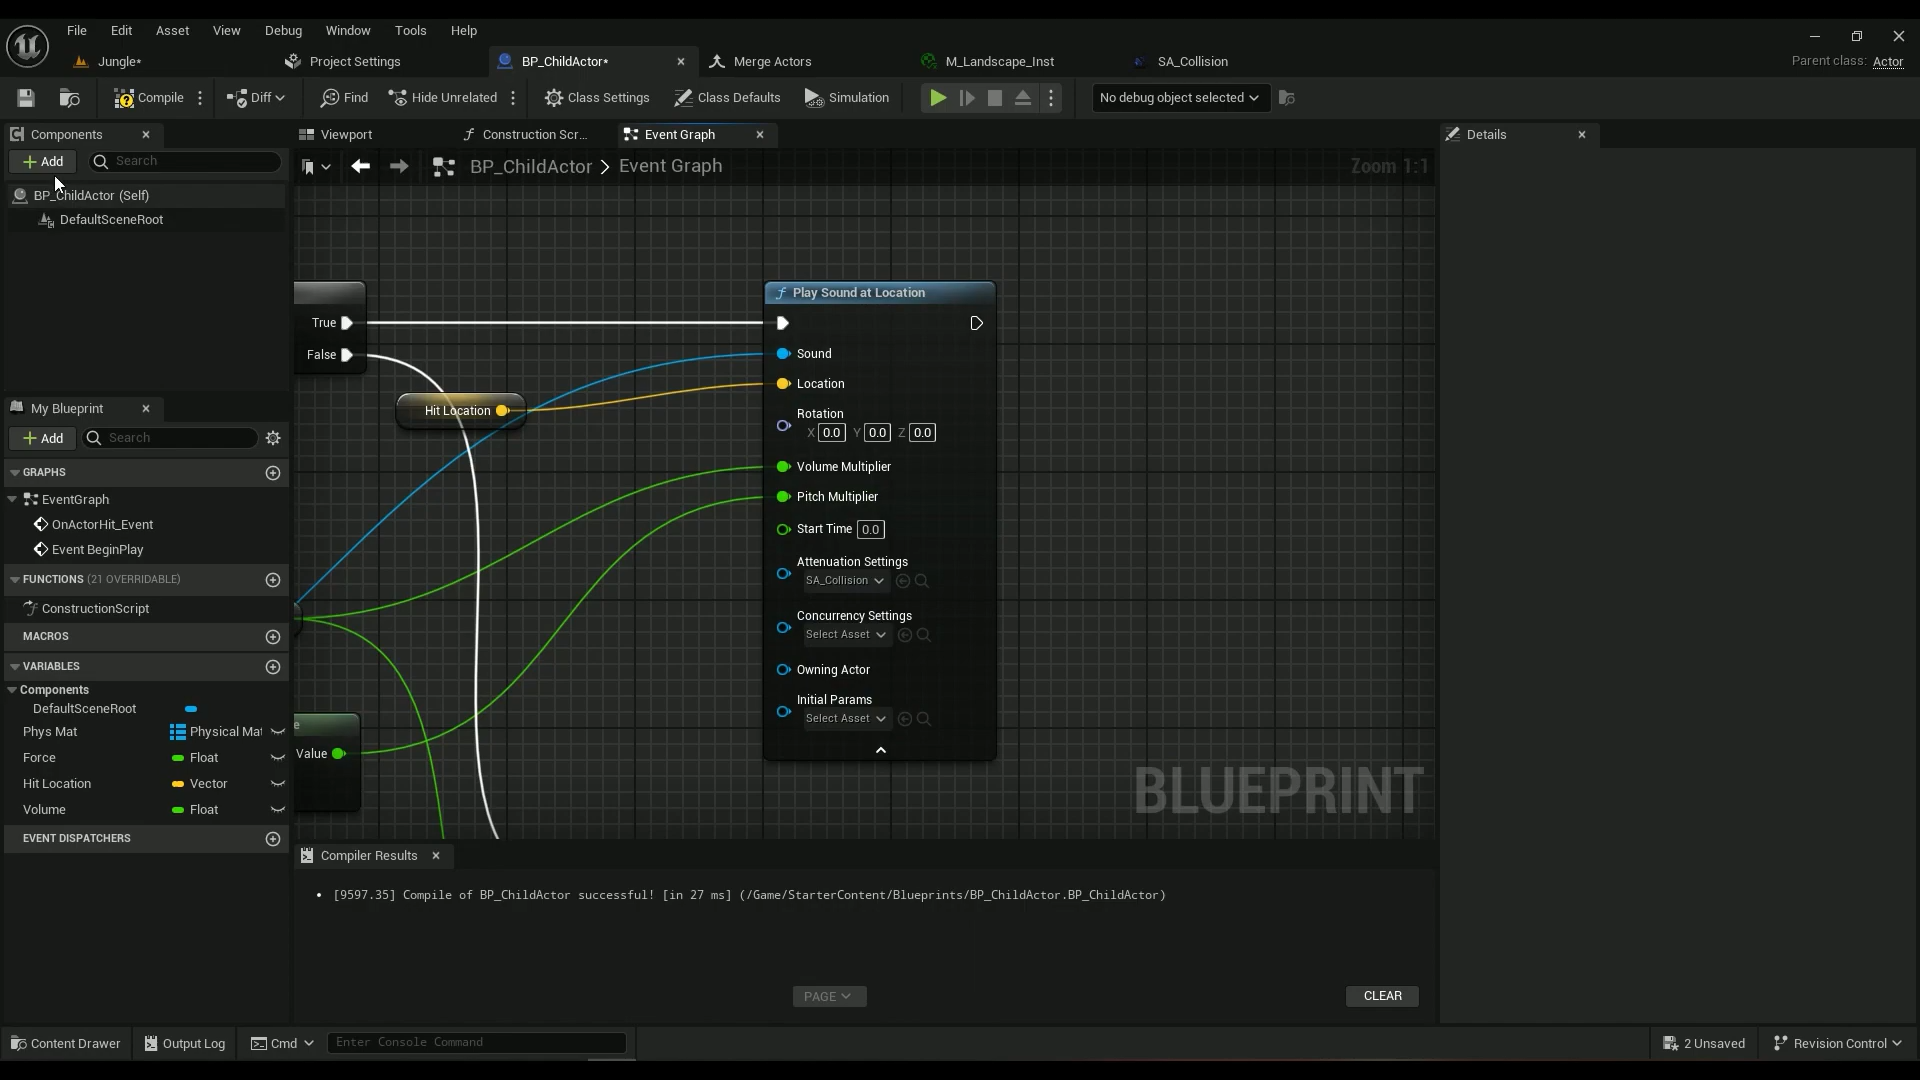 File Edit Asset View Debug Window Tools Help
Jungle* Project Settings BP_ChildActor* Merge Actors M_Landscape_Inst SA_Collision Parent class: Actor
Compile Diff Find Hide Unrelated Class Settings Class Defaults Simulation No debug object selected
Components Viewport Construction Scr... Event Graph Details
Add Search BP_ChildActor > Event Graph Zoom 1:1
BP_ChildActor (Self)
DefaultSceneRoot
My Blueprint
Add Search
GRAPHS
EventGraph
OnActorHit_Event
Event BeginPlay
FUNCTIONS (21 OVERRIDABLE)
ConstructionScript
MACROS
VARIABLES
Components
DefaultSceneRoot
Phys Mat Physical Mat
Force Float
Hit Location Vector
Volume Float
EVENT DISPATCHERS
True
False
Hit Location
e
Value
Play Sound at Location
Sound
Location
Rotation
X 0.0 Y 0.0 Z 0.0
Volume Multiplier
Pitch Multiplier
Start Time 0.0
Attenuation Settings
SA_Collision
Concurrency Settings
Select Asset
Owning Actor
Initial Params
Select Asset
BLUEPRINT
Compiler Results
[9597.35] Compile of BP_ChildActor successful! [in 27 ms] (/Game/StarterContent/Blueprints/BP_ChildActor.BP_ChildActor)
PAGE CLEAR
Content Drawer Output Log Cmd Enter Console Command 2 Unsaved Revision Control